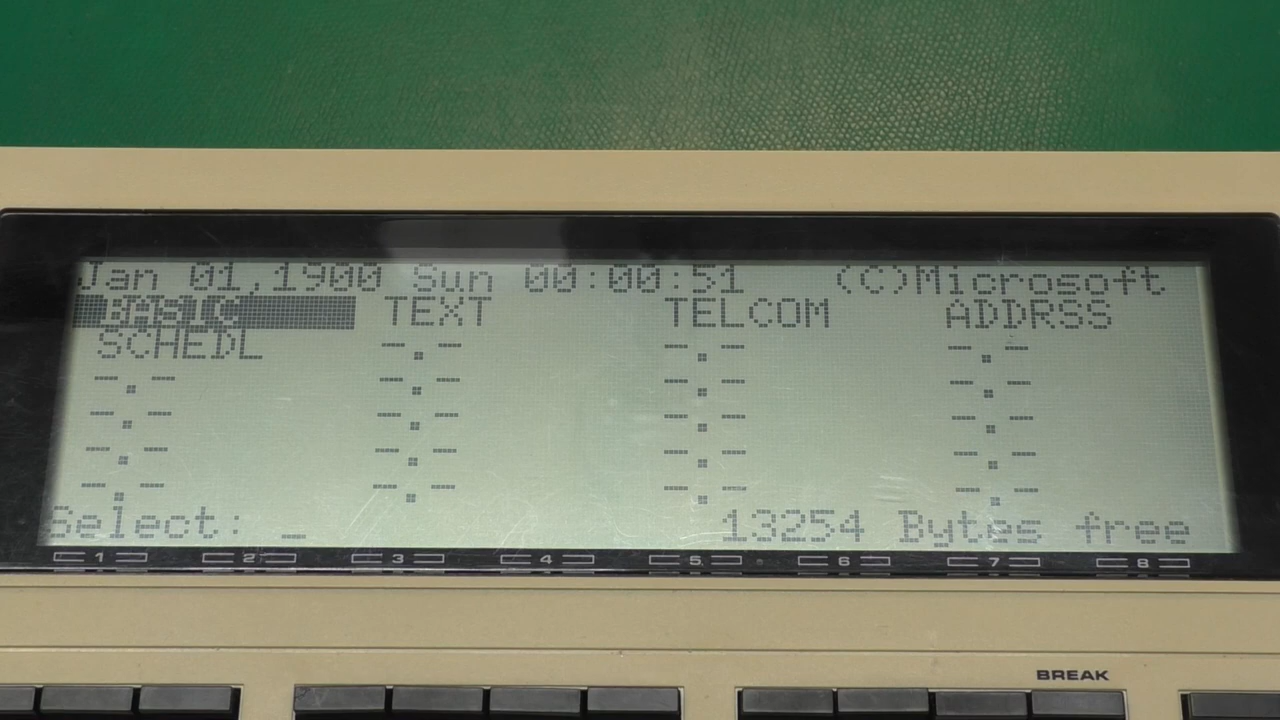 Jan 01,1900 Sun 00:00:51 (C)Microsoft
BASIC TEXT TELCOM ADDRSS
SCHEDL -.- -.- -.-
-.- -.- -.- -.-
-.- -.- -.- -.-
-.- -.- -.- -.-
-.- -.- -.- -.-
Select: _ 13254 Bytes free
1 2 3 4 5 6 7 8
BREAK